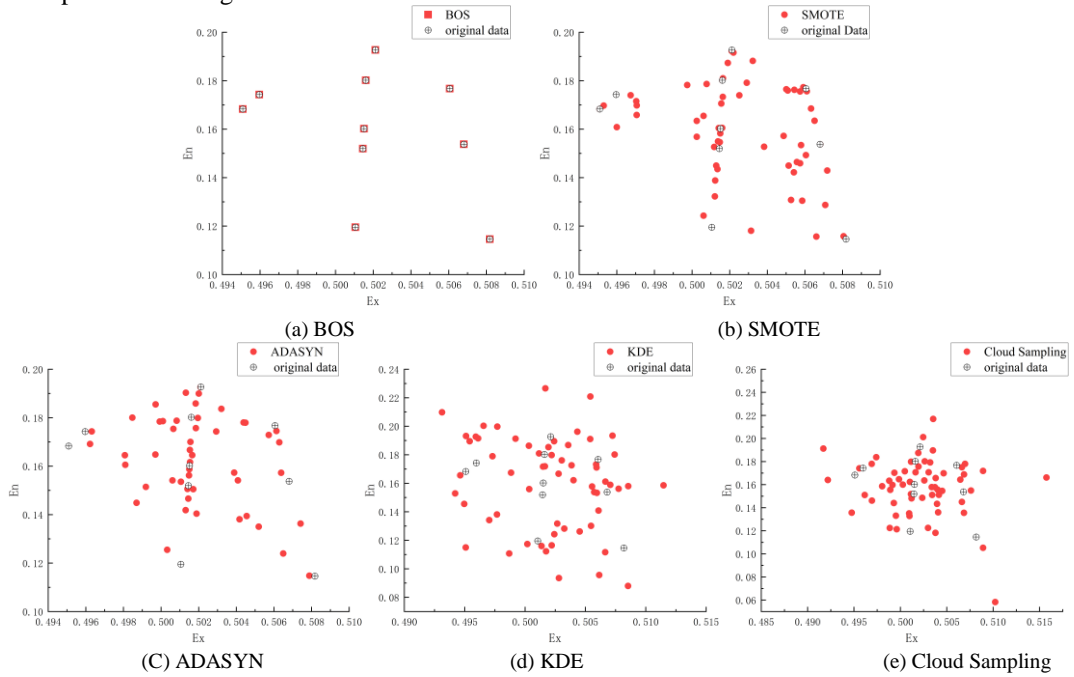 BOS
original data
0.20
0.18
0.16
0.14
0.12
0.10
En
0.494 0.496 0.498 0.500 0.502 0.504 0.506 0.508 0.510
Ex
(a) BOS
SMOTE
original Data
0.20
0.18
0.16
0.14
0.12
0.10
En
0.494 0.496 0.498 0.500 0.502 0.504 0.506 0.508 0.510
Ex
(b) SMOTE
ADASYN
original data
0.20
0.18
0.16
0.14
0.12
0.10
En
0.494 0.496 0.498 0.500 0.502 0.504 0.506 0.508 0.510
Ex
(C) ADASYN
KDE
original data
0.24
0.22
0.20
0.18
0.16
0.14
0.12
0.10
0.08
En
0.490 0.495 0.500 0.505 0.510 0.515
Ex
(d) KDE
Cloud Sampling
original data
0.26
0.24
0.22
0.20
0.18
0.16
0.14
0.12
0.10
0.08
0.06
En
0.485 0.490 0.495 0.500 0.505 0.510 0.515
Ex
(e) Cloud Sampling